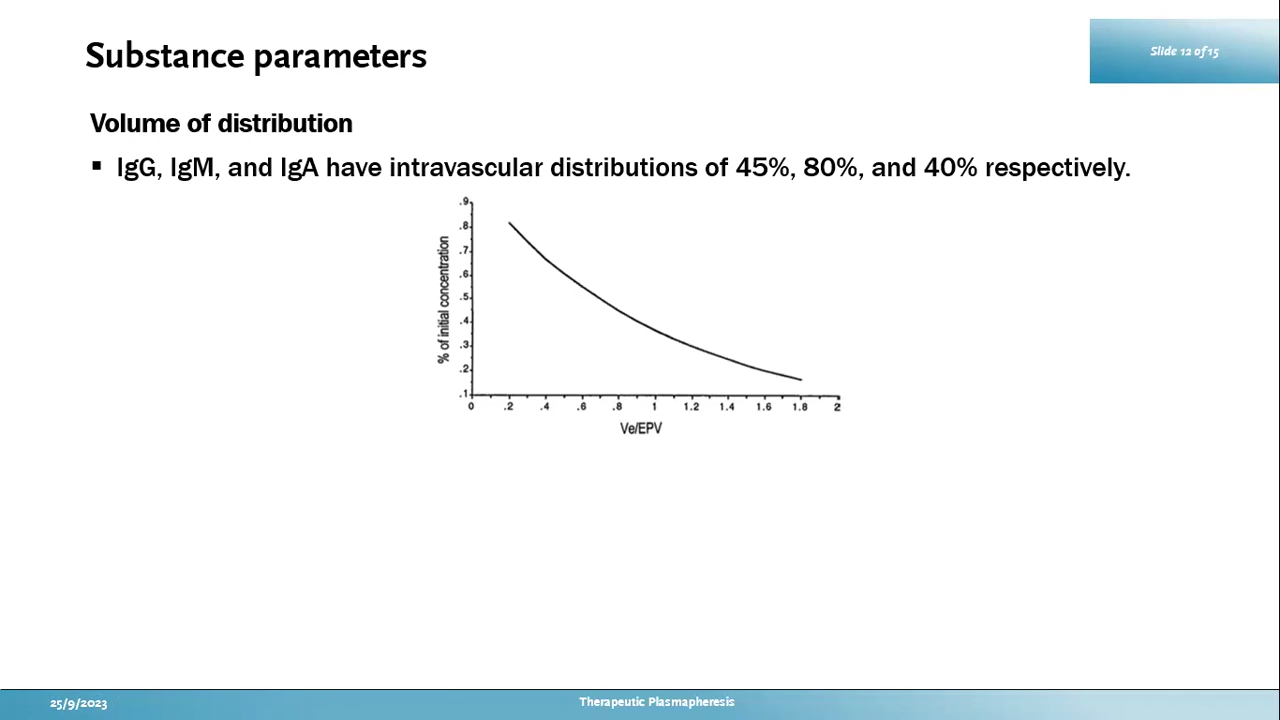 Substance parameters
Slide 12 of 15
Volume of distribution
▪ IgG, IgM, and IgA have intravascular distributions of 45%, 80%, and 40% respectively.
% of initial concentration
.9
.8
.7
.6
.5
.4
.3
.2
.1
0 .2 .4 .6 .8 1 1.2 1.4 1.6 1.8 2
Ve/EPV
25/9/2023
Therapeutic Plasmapheresis